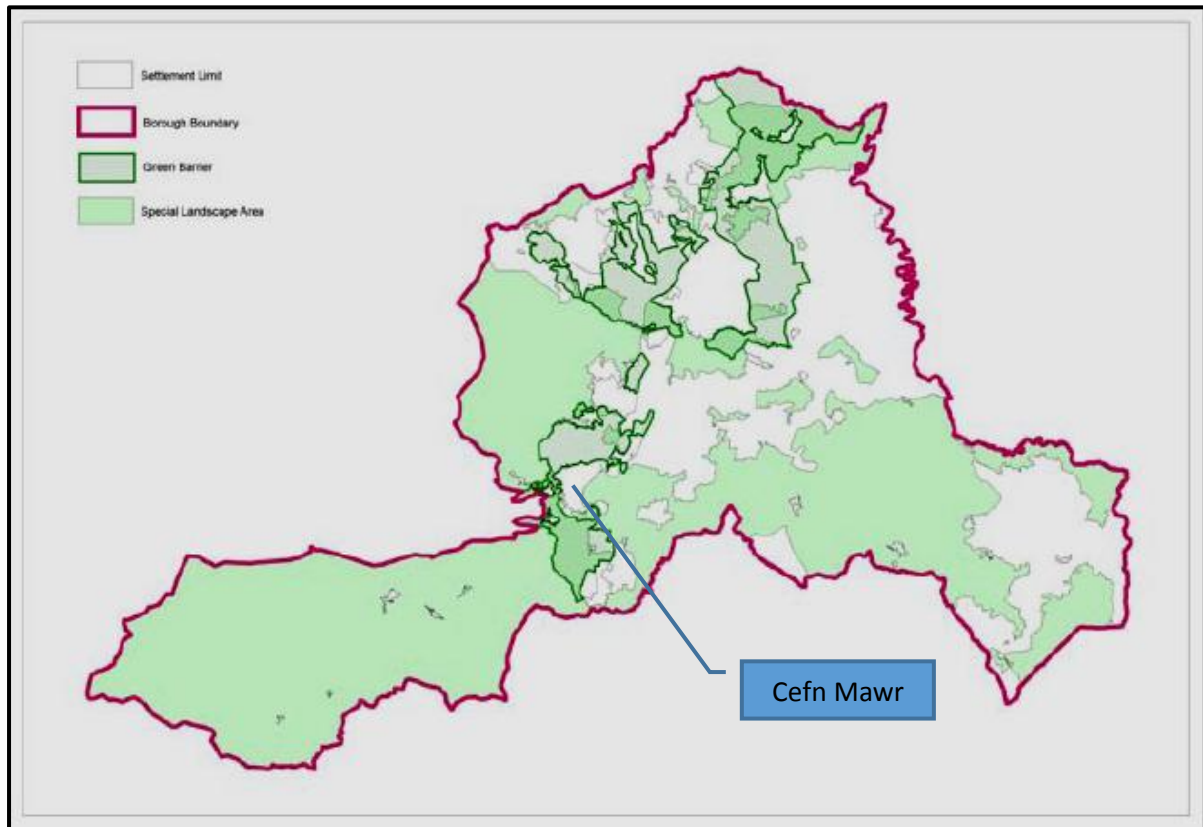 Settlement Limit
Borough Boundary
Green Barrier
Special Landscape Area
Cefn Mawr